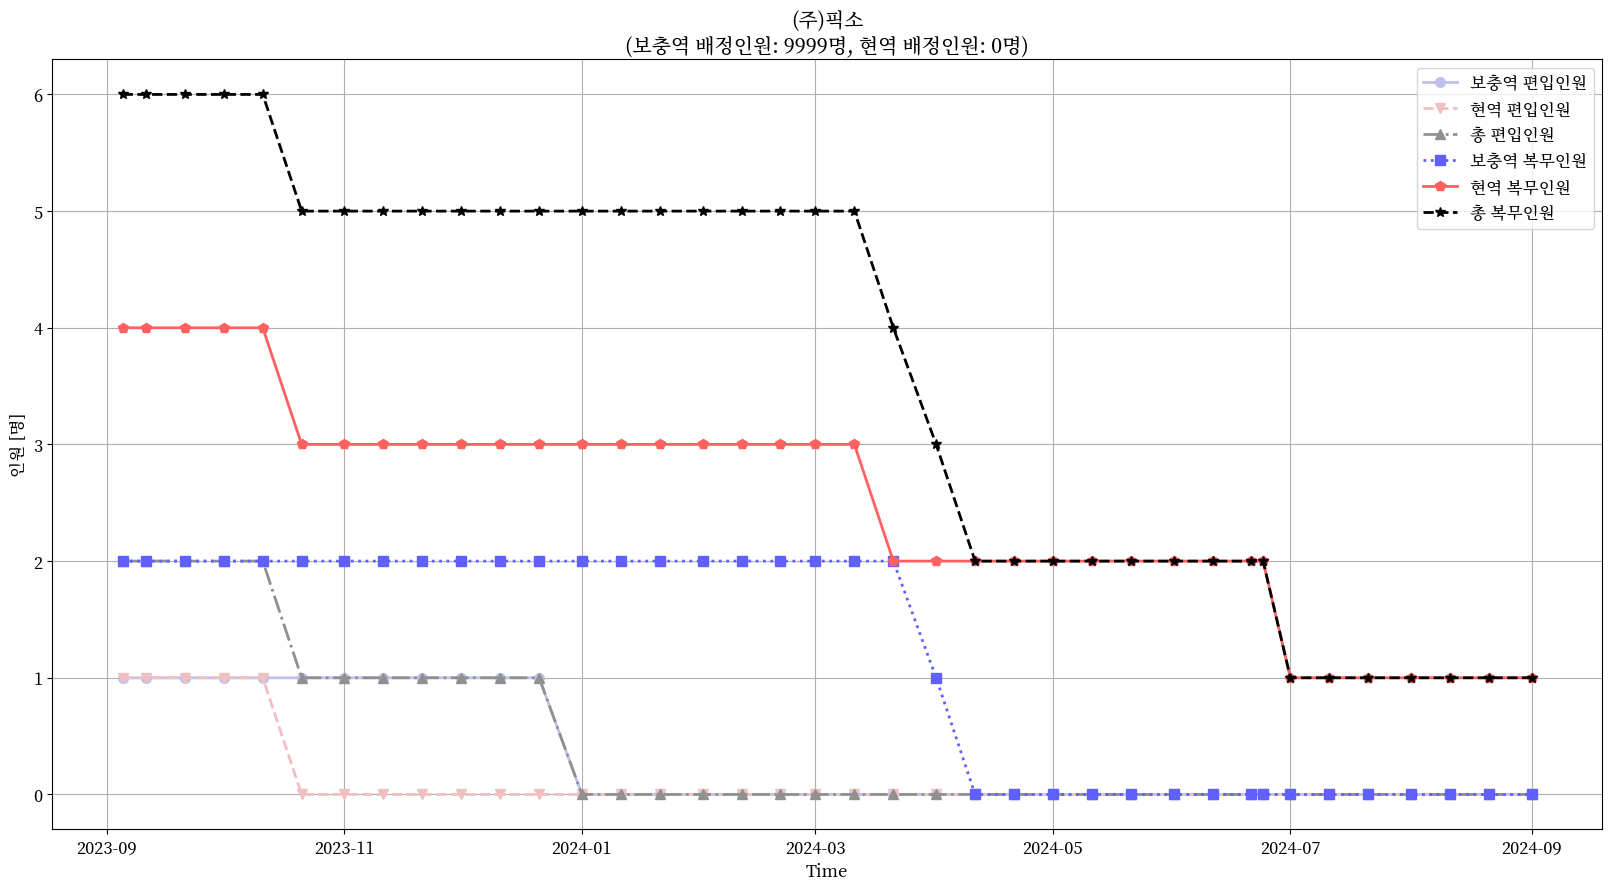 (주)픽소
(보충역 배정인원: 9999명, 현역 배정인원: 0명)
보충역 편입인원
현역 편입인원
총 편입인원
보충역 복무인원
현역 복무인원
총 복무인원
인원 [명]
6
5
4
3
2
1
0
2023-09
2023-11
2024-01
2024-03
2024-05
2024-07
2024-09
Time